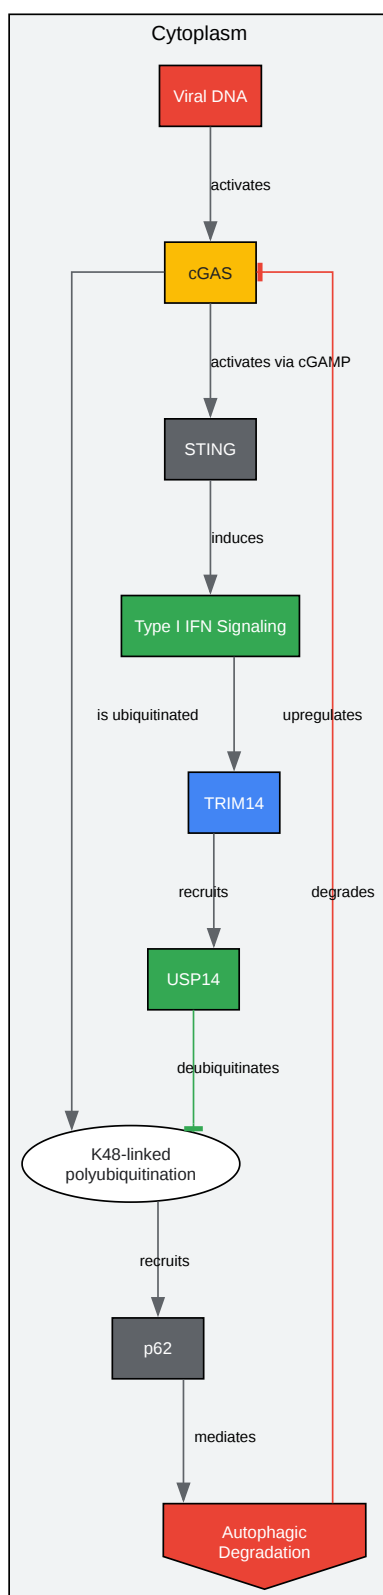 Cytoplasm
Viral DNA
activates
cGAS
activates via cGAMP
STING
induces
Type I IFN Signaling
is ubiquitinated
upregulates
TRIM14
recruits
degrades
USP14
deubiquitinates
K48-linked
polyubiquitination
recruits
p62
mediates
Autophagic
Degradation